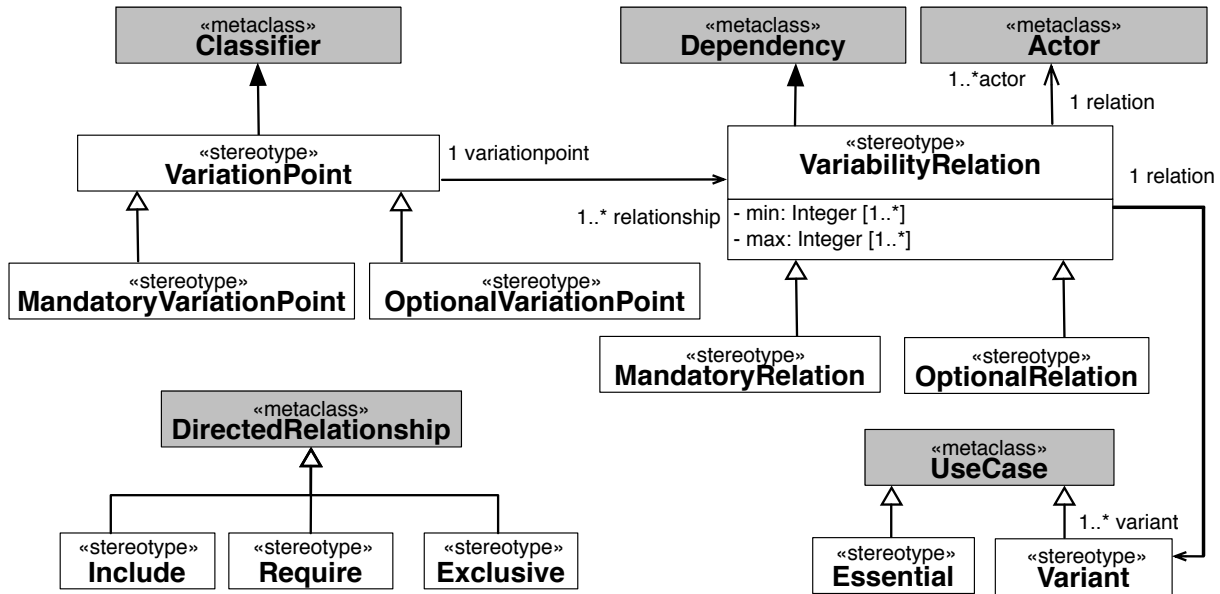 «metaclass»
Classifier
«metaclass»
Dependency
«metaclass»
Actor
1..*actor
1 relation
«stereotype»
VariationPoint
1 variationpoint
«stereotype»
VariabilityRelation
1 relation
1..* relationship
- min: Integer [1..*]
- max: Integer [1..*]
«stereotype»
MandatoryVariationPoint
«stereotype»
OptionalVariationPoint
«stereotype»
MandatoryRelation
«stereotype»
OptionalRelation
«metaclass»
DirectedRelationship
«metaclass»
UseCase
1..* variant
«stereotype»
Include
«stereotype»
Require
«stereotype»
Exclusive
«stereotype»
Essential
«stereotype»
Variant